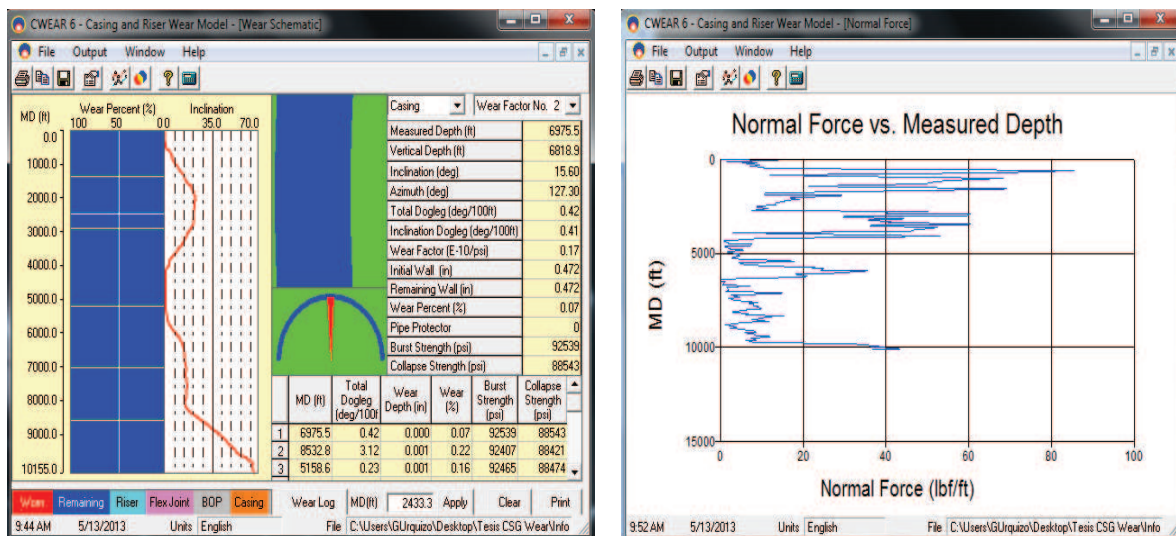 CWEAR 6 - Casing and Riser Wear Model - [Wear Schematic]
File Output Window Help
MD (ft)
Wear Percent (%)
Inclination
100 50 0
0 35.0 70.0
0.0
1000.0
2000.0
3000.0
4000.0
5000.0
6000.0
7000.0
8000.0
9000.0
10155.0
Casing Wear Factor No. 2
Measured Depth (ft) 6975.5
Vertical Depth (ft) 6818.9
Inclination (deg) 15.60
Azimuth (deg) 127.30
Total Dogleg (deg/100ft) 0.42
Inclination Dogleg (deg/100ft) 0.41
Wear Factor (E-10/psi) 0.17
Initial Wall (in) 0.472
Remaining Wall (in) 0.472
Wear Percent (%) 0.07
Pipe Protector 0
Burst Strength (psi) 92539
Collapse Strength (psi) 88543
MD (ft) Total Dogleg (deg/100f Wear Depth (in) Wear (%) Burst Strength (psi) Collapse Strength (psi)
1 6975.5 0.42 0.000 0.07 92539 88543
2 8532.8 3.12 0.001 0.22 92407 88421
3 5158.6 0.23 0.001 0.16 92465 88474
Wear Remaining Riser Flex Joint BOP Casing Wear Log MD(ft) 2433.3 Apply Clear Print
9:44 AM 5/13/2013 Units English File C:\Users\GUrquizo\Desktop\Tesis CSG Wear\Info
CWEAR 6 - Casing and Riser Wear Model - [Normal Force]
File Output Window Help
Normal Force vs. Measured Depth
MD (ft)
0
5000
10000
15000
0 20 40 60 80 100
Normal Force (lbf/ft)
9:52 AM 5/13/2013 Units English File C:\Users\GUrquizo\Desktop\Tesis CSG Wear\Info